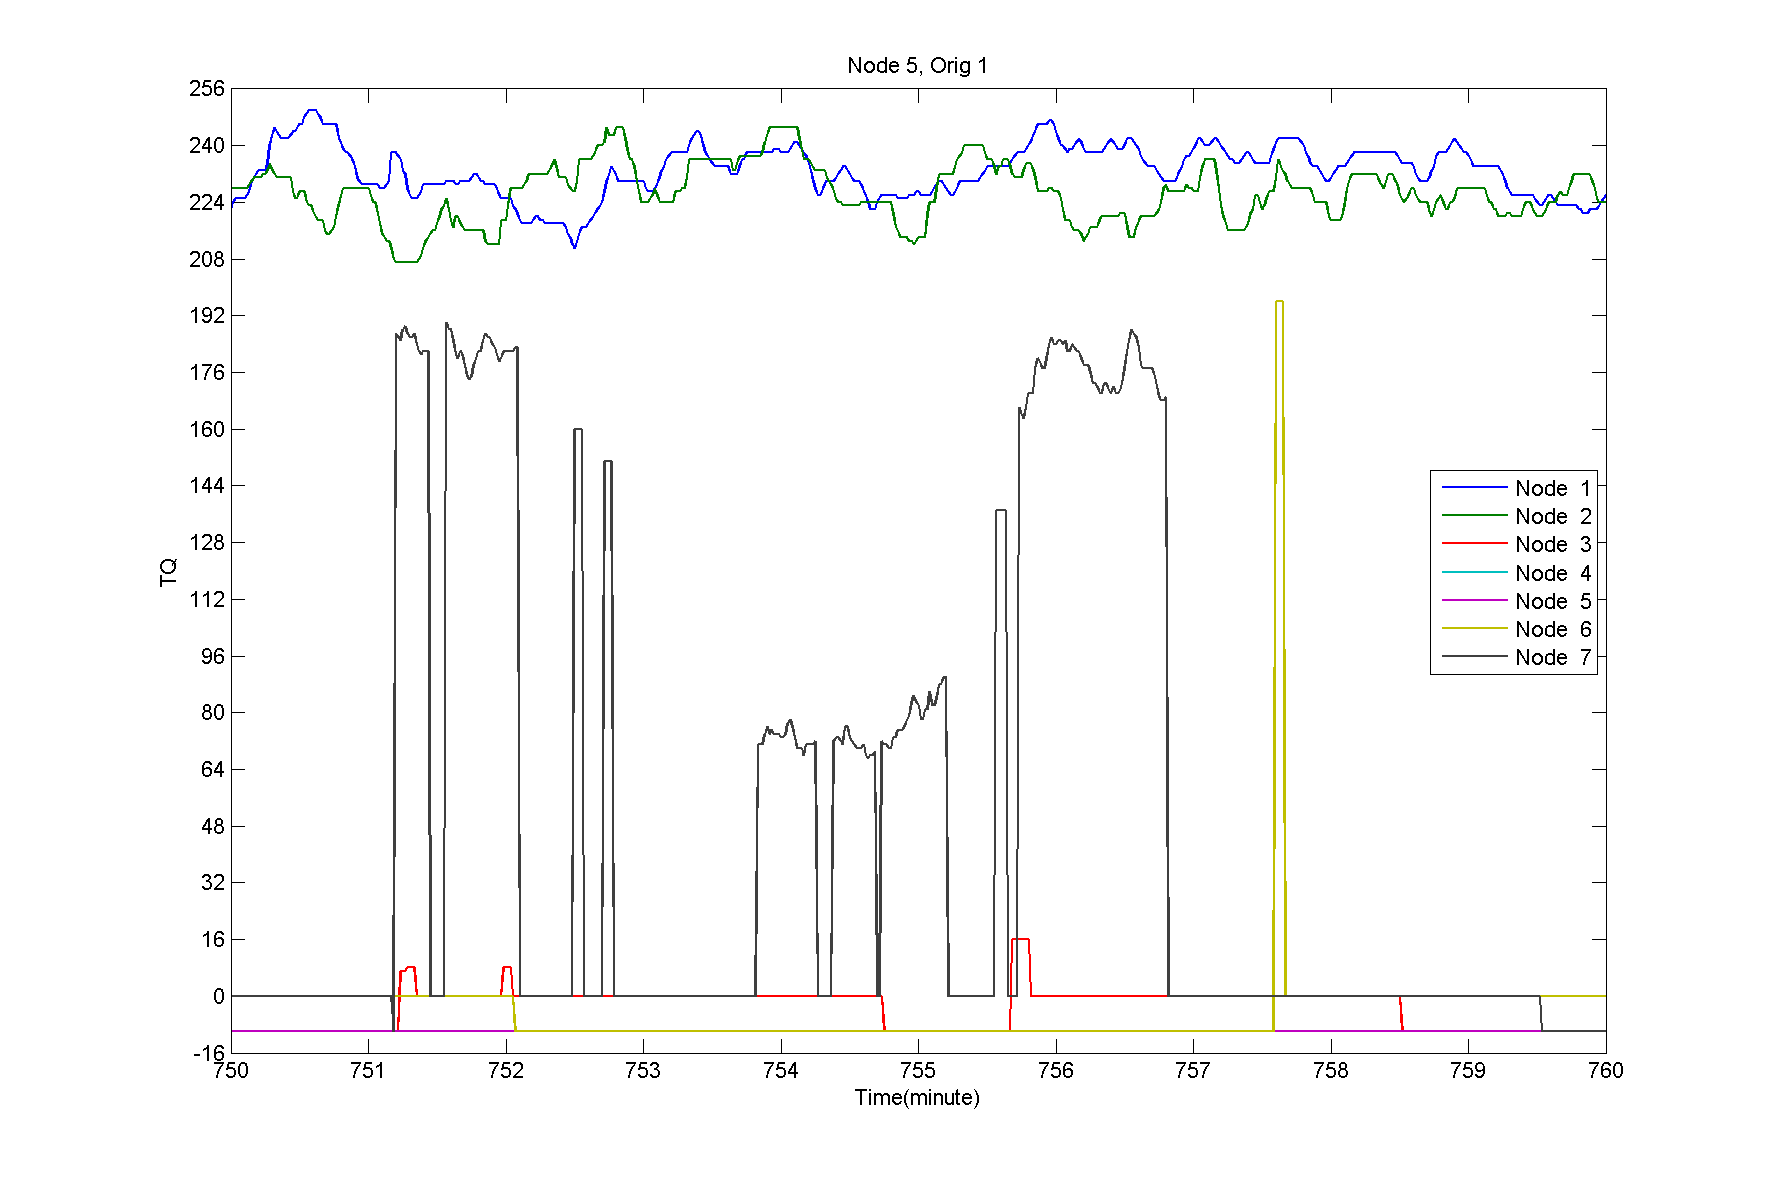 Node 5, Orig 1
256
240
224
208
192
176
160
144
128
112
96
80
64
48
32
16
0
-16
TQ
Node 1
Node 2
Node 3
Node 4
Node 5
Node 6
Node 7
750 751 752 753 754 755 756 757 758 759 760
Time(minute)